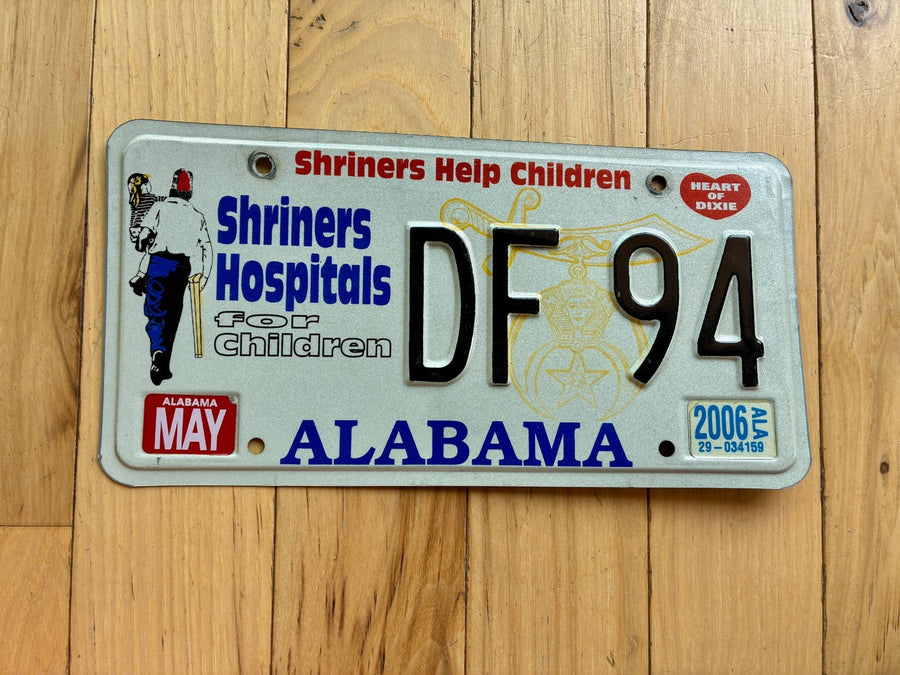 Shriners Help Children
HEART
OF
DIXIE
Shriners
Hospitals
for
Children
DF 94
ALABAMA
MAY
ALABAMA
2006 ALA
29-034159